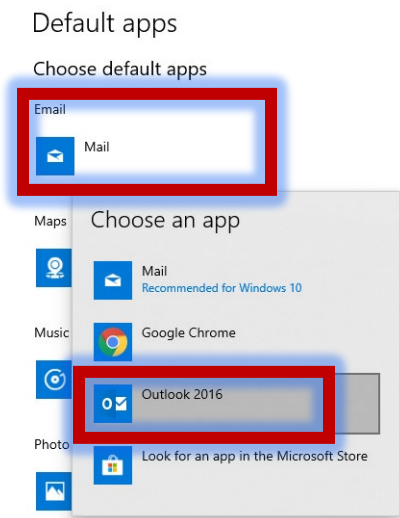 Default apps
Choose default apps
Email
Mail
Maps
Choose an app
Mail
Recommended for Windows 10
Music
Google Chrome
Outlook 2016
Photo
Look for an app in the Microsoft Store